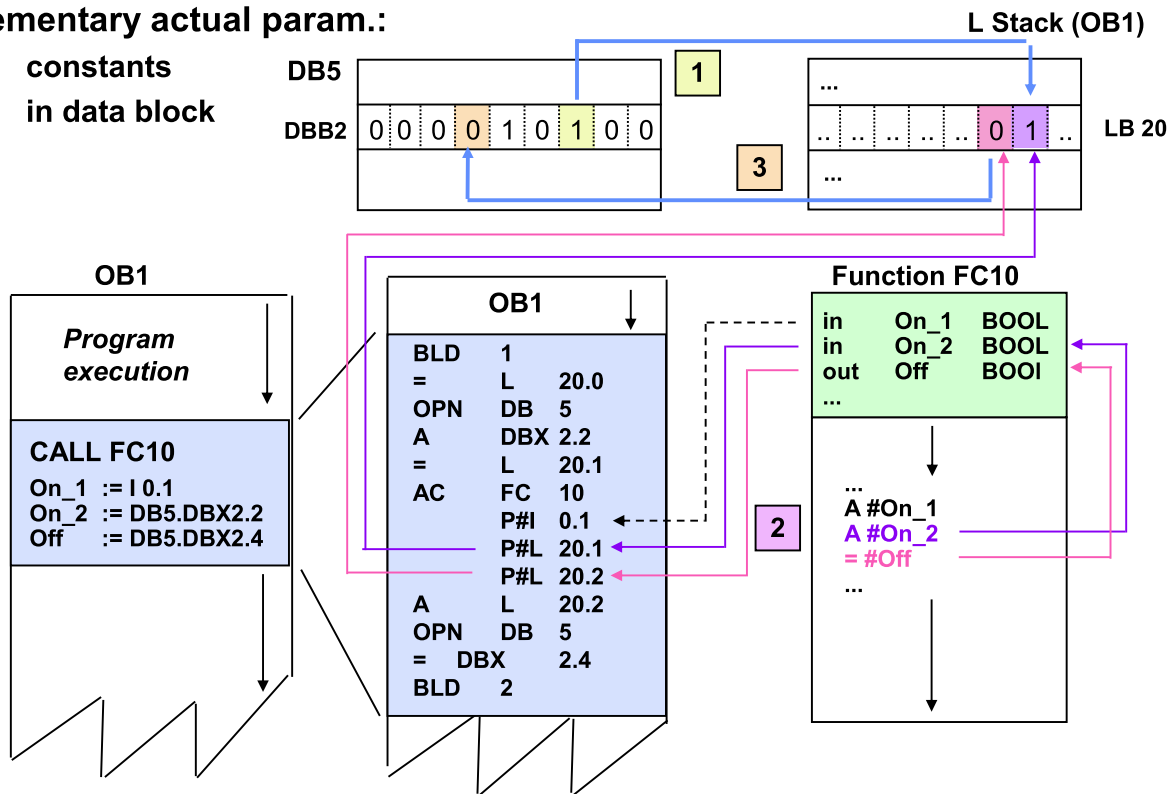 ementary actual param.:
constants
in data block
L Stack (OB1)
DB5
1
...
DBB2 0 0 0 0 1 0 1 0 0
.. .. .. .. .. 0 1 .. LB 20
3
...
OB1
Program
execution
CALL FC10
On_1 := I 0.1
On_2 := DB5.DBX2.2
Off := DB5.DBX2.4
OB1
BLD 1
= L 20.0
OPN DB 5
A DBX 2.2
= L 20.1
AC FC 10
P#I 0.1
P#L 20.1
P#L 20.2
A L 20.2
OPN DB 5
= DBX 2.4
BLD 2
2
Function FC10
in On_1 BOOL
in On_2 BOOL
out Off BOOI
...
...
A #On_1
A #On_2
= #Off
...